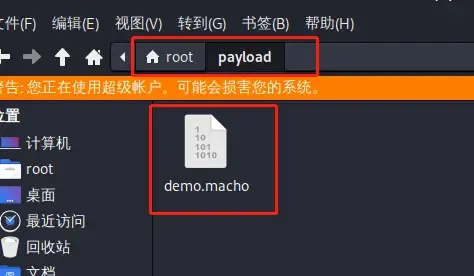 文件(F) 编辑(E) 视图(V) 转到(G) 书签(B) 帮助(H)
root payload
警告: 您正在使用超级帐户。可能会损害您的系统。
位置
计算机
root
桌面
最近访问
回收站
文档
1
10
101
1010
demo.macho